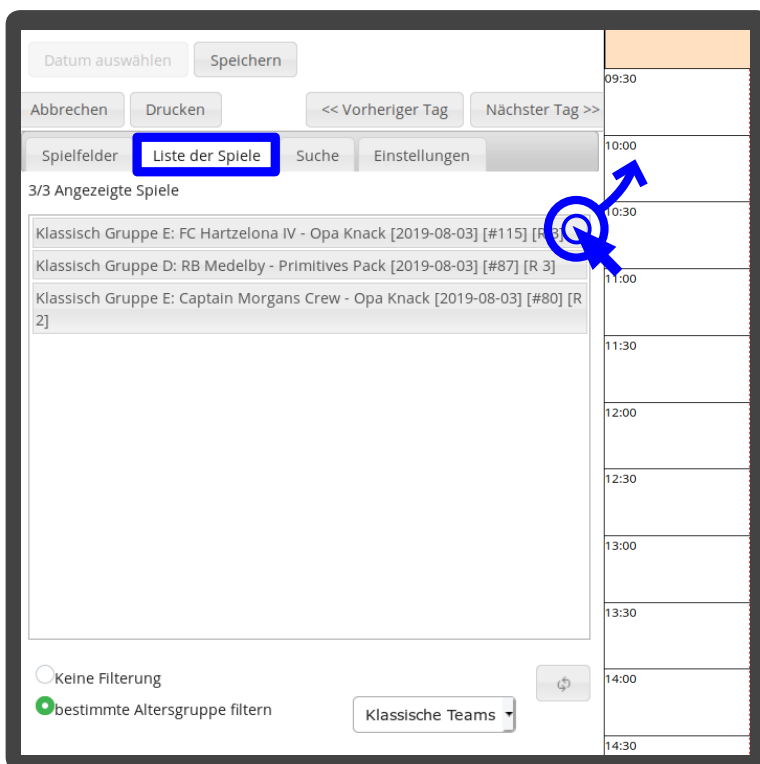 Datum auswählen Speichern
Abbrechen Drucken << Vorheriger Tag Nächster Tag >>
Spielfelder Liste der Spiele Suche Einstellungen
3/3 Angezeigte Spiele
Klassisch Gruppe E: FC Hartzelona IV - Opa Knack [2019-08-03] [#115] [R 3]
Klassisch Gruppe D: RB Medelby - Primitives Pack [2019-08-03] [#87] [R 3]
Klassisch Gruppe E: Captain Morgans Crew - Opa Knack [2019-08-03] [#80] [R
2]
Keine Filterung
bestimmte Altersgruppe filtern Klassische Teams
09:30
10:00
10:30
11:00
11:30
12:00
12:30
13:00
13:30
14:00
14:30